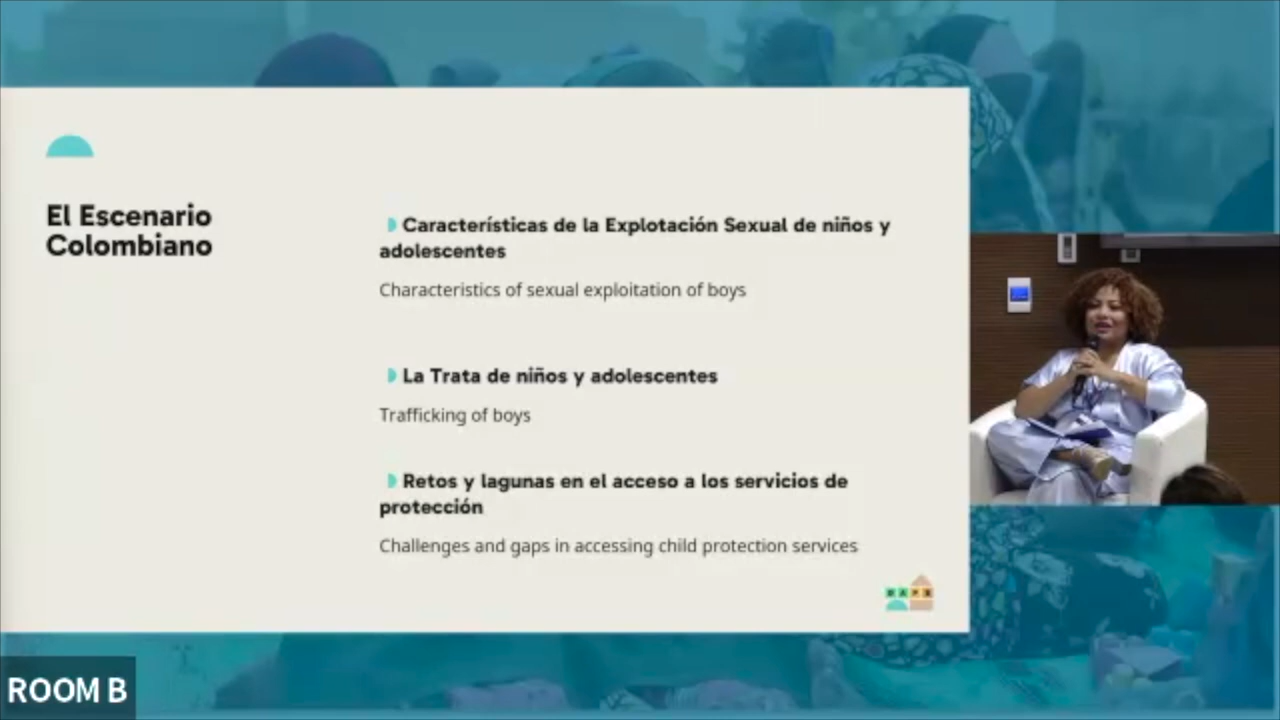 El Escenario
Colombiano
Características de la Explotación Sexual de niños y
adolescentes
Characteristics of sexual exploitation of boys
La Trata de niños y adolescentes
Trafficking of boys
Retos y lagunas en el acceso a los servicios de
protección
Challenges and gaps in accessing child protection services
ROOM B